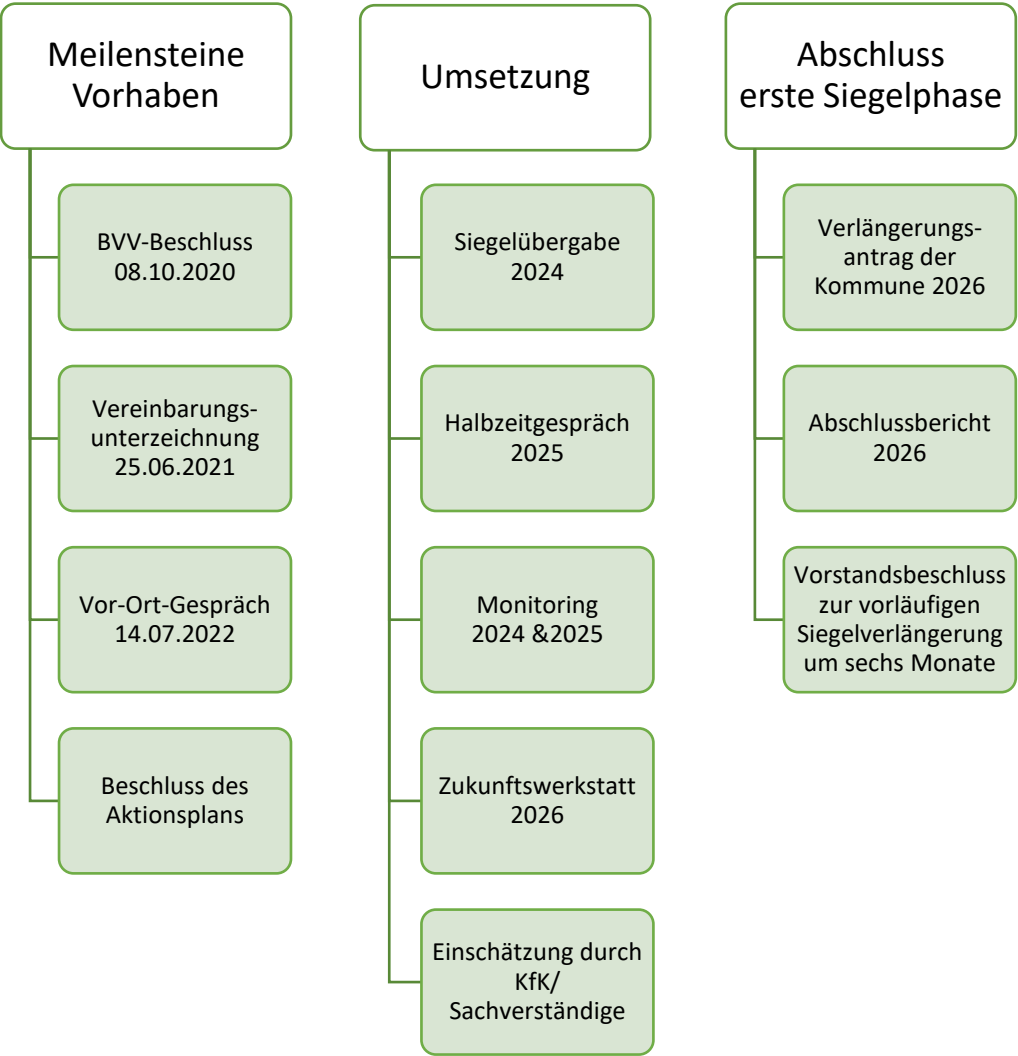 Meilensteine
Vorhaben
BVV-Beschluss
08.10.2020
Vereinbarungs-
unterzeichnung
25.06.2021
Vor-Ort-Gespräch
14.07.2022
Beschluss des
Aktionsplans
Umsetzung
Siegelübergabe
2024
Halbzeitgespräch
2025
Monitoring
2024 &2025
Zukunftswerkstatt
2026
Einschätzung durch
KfK/
Sachverständige
Abschluss
erste Siegelphase
Verlängerungs-
antrag der
Kommune 2026
Abschlussbericht
2026
Vorstandsbeschluss
zur vorläufigen
Siegelverlängerung
um sechs Monate